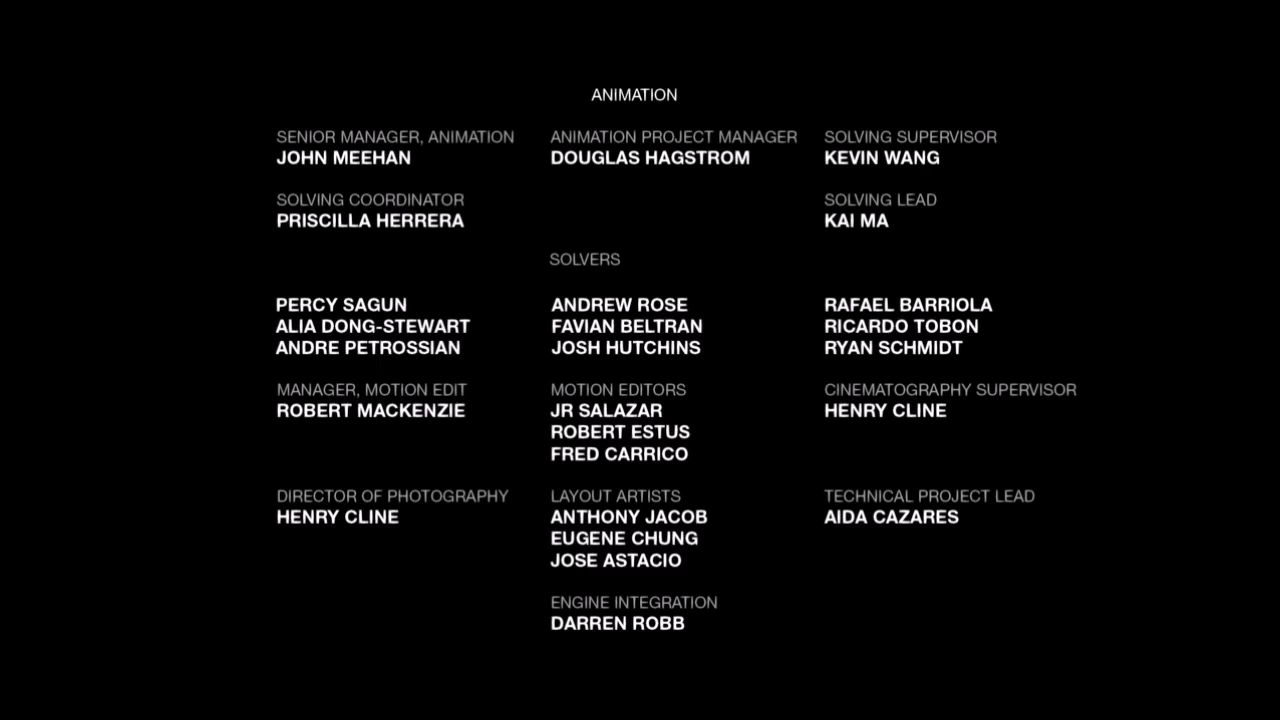 ANIMATION
SENIOR MANAGER, ANIMATION
JOHN MEEHAN
ANIMATION PROJECT MANAGER
DOUGLAS HAGSTROM
SOLVING SUPERVISOR
KEVIN WANG
SOLVING COORDINATOR
PRISCILLA HERRERA
SOLVING LEAD
KAI MA
SOLVERS
PERCY SAGUN
ALIA DONG-STEWART
ANDRE PETROSSIAN
ANDREW ROSE
FAVIAN BELTRAN
JOSH HUTCHINS
RAFAEL BARRIOLA
RICARDO TOBON
RYAN SCHMIDT
MANAGER, MOTION EDIT
ROBERT MACKENZIE
MOTION EDITORS
JR SALAZAR
ROBERT ESTUS
FRED CARRICO
CINEMATOGRAPHY SUPERVISOR
HENRY CLINE
DIRECTOR OF PHOTOGRAPHY
HENRY CLINE
LAYOUT ARTISTS
ANTHONY JACOB
EUGENE CHUNG
JOSE ASTACIO
TECHNICAL PROJECT LEAD
AIDA CAZARES
ENGINE INTEGRATION
DARREN ROBB